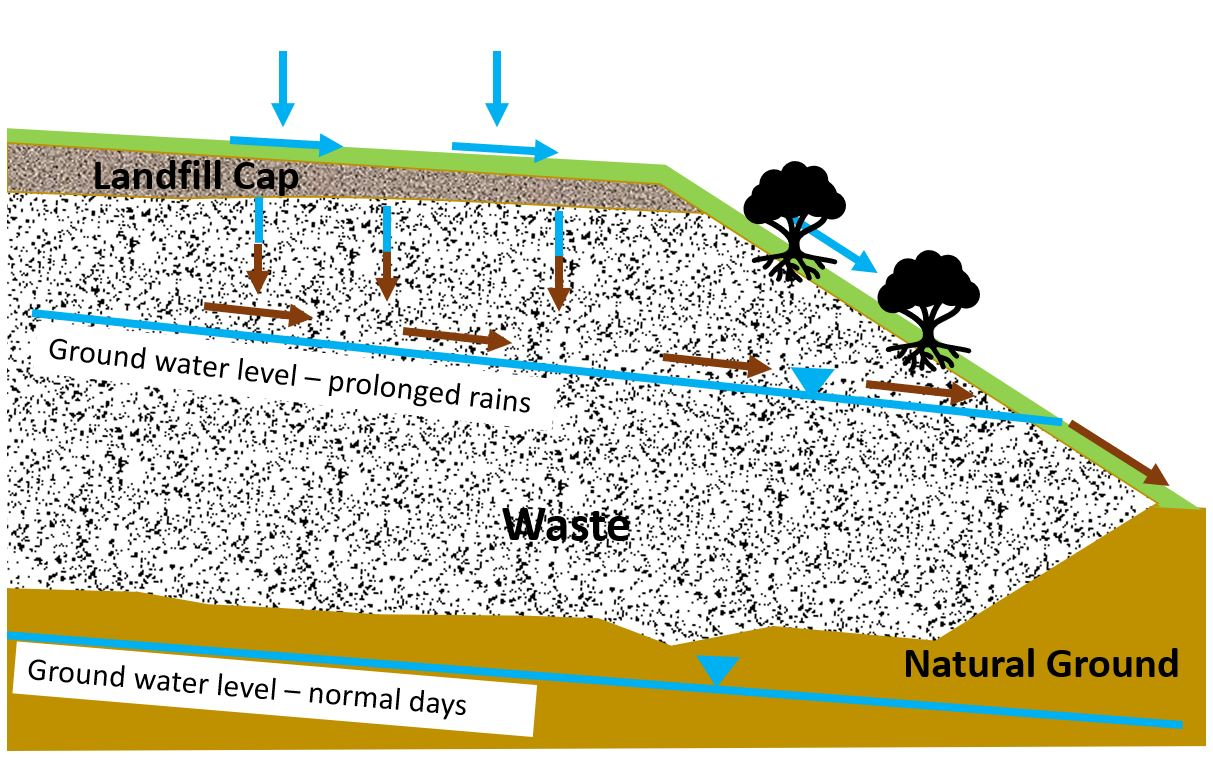 Landfill Cap
Ground water level – prolonged rains
Waste
Natural Ground
Ground water level – normal days